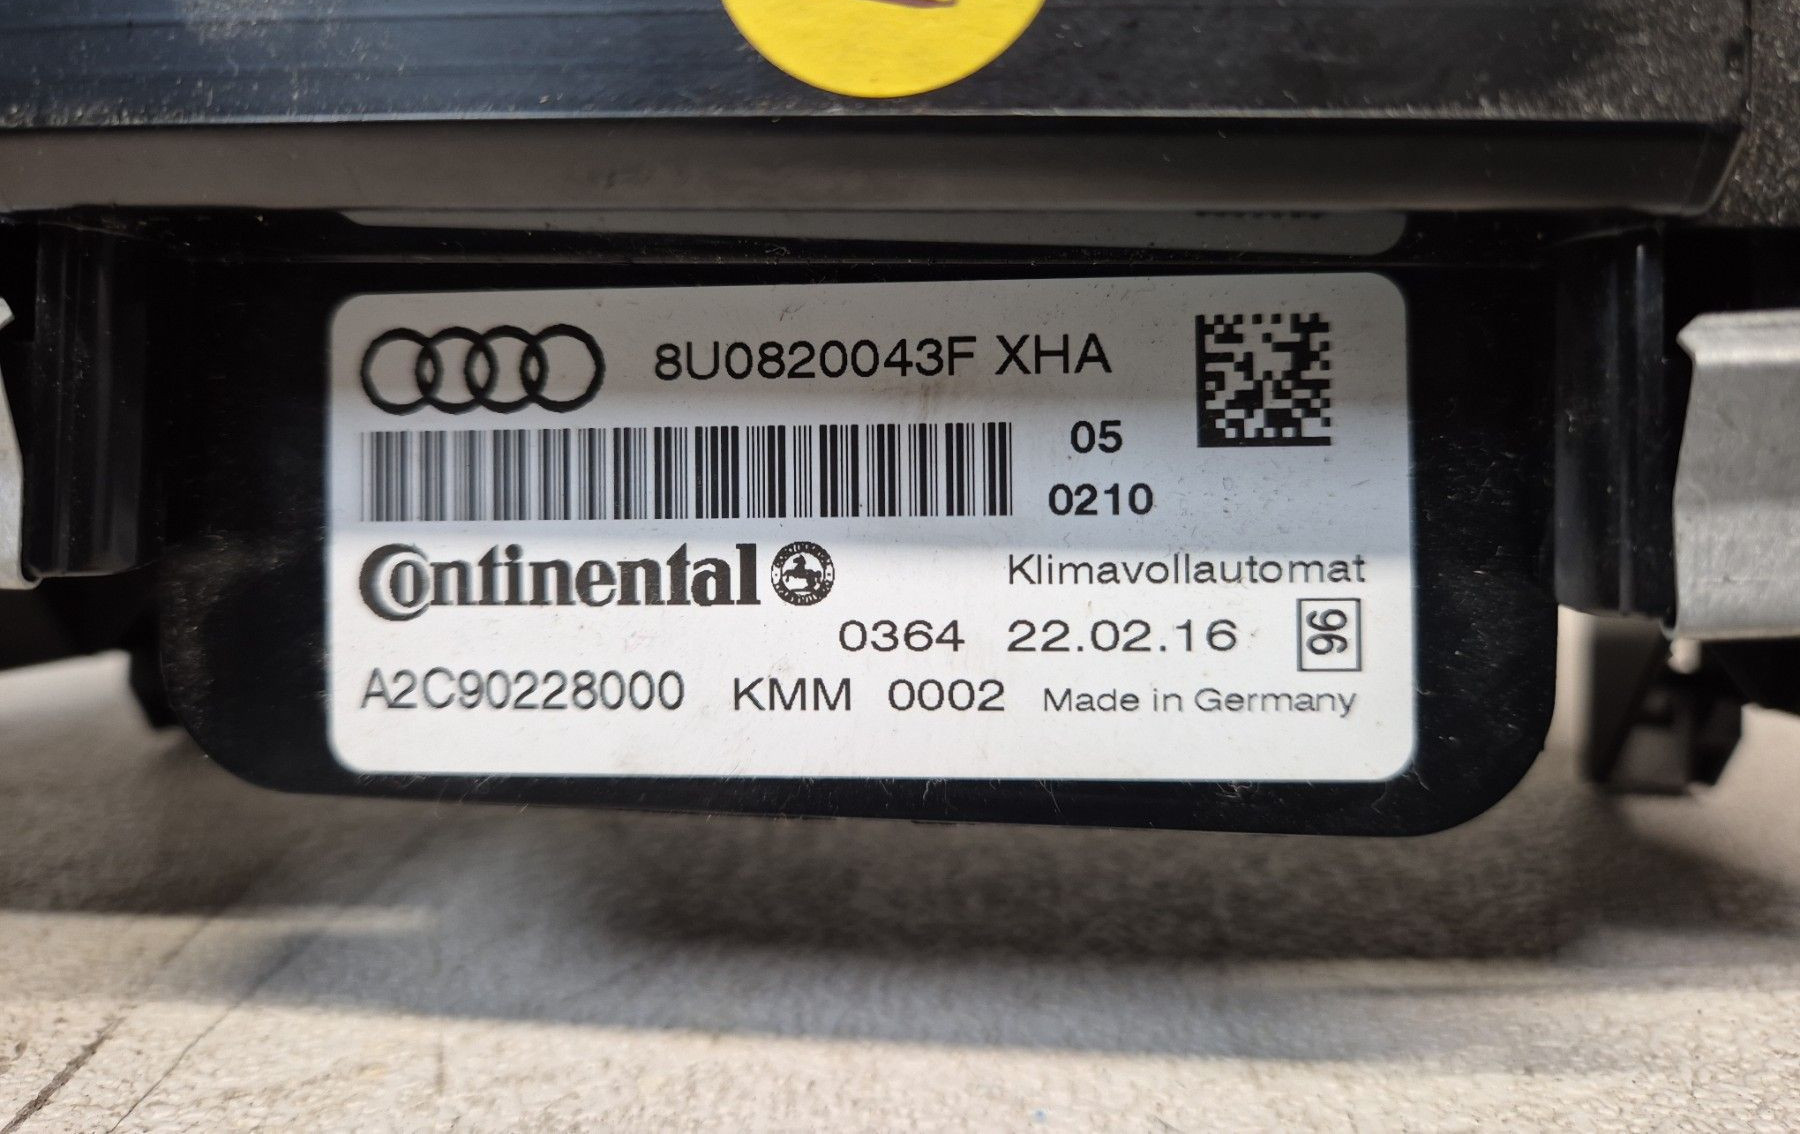 8U0820043F XHA
05
0210
Continental
Klimavollautomat
0364 22.02.16 96
A2C90228000 KMM 0002 Made in Germany